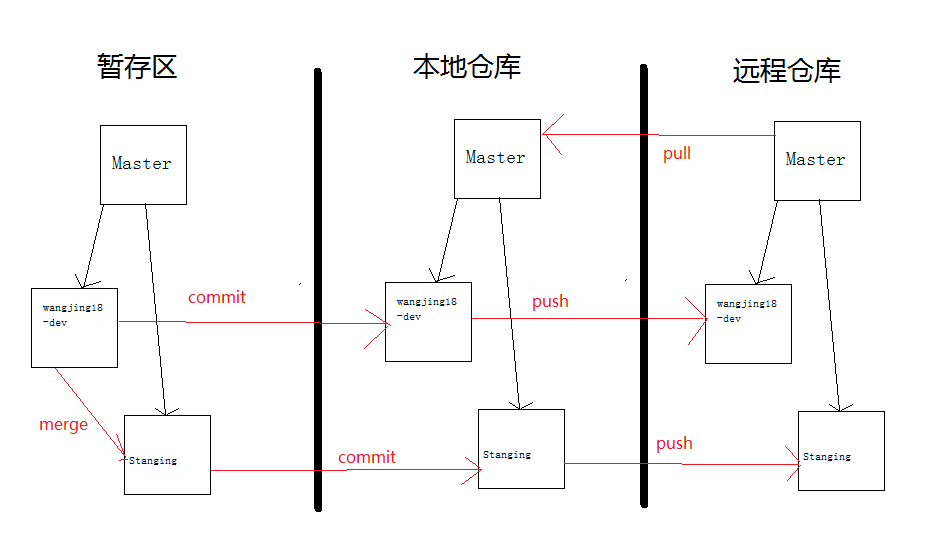 暂存区
本地仓库
远程仓库
Master
Master
Master
pull
wangjing18
-dev
commit
wangjing18
-dev
push
wangjing18
-dev
merge
Stanging
commit
Stanging
push
Stanging